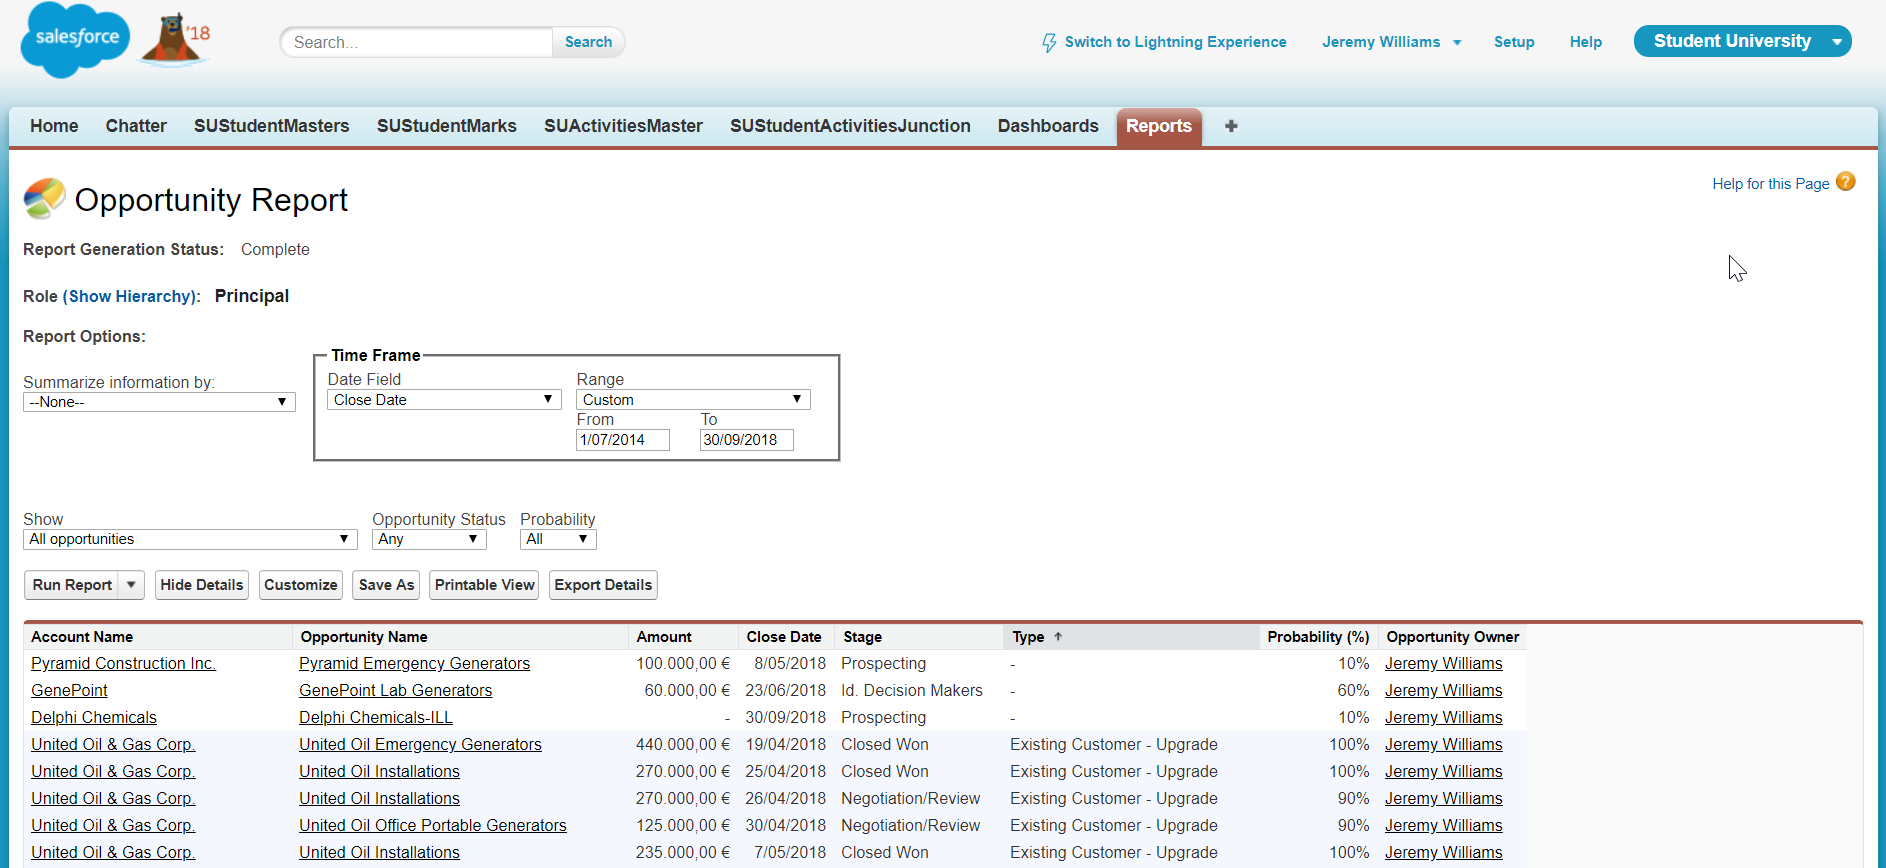 salesforce
'18
Search...
Search
Switch to Lightning Experience
Jeremy Williams
Setup
Help
Student University
Home
Chatter
SUStudentMasters
SUStudentMarks
SUActivitiesMaster
SUStudentActivitiesJunction
Dashboards
Reports
Opportunity Report
Help for this Page ?
Report Generation Status: Complete
Role (Show Hierarchy): Principal
Report Options:
Summarize information by:
--None--
Time Frame
Date Field
Close Date
Range
Custom
From
1/07/2014
To
30/09/2018
Show
All opportunities
Opportunity Status
Any
Probability
All
Run Report
Hide Details
Customize
Save As
Printable View
Export Details
Account Name Opportunity Name Amount Close Date Stage Type ↑ Probability (%) Opportunity Owner
Pyramid Construction Inc. Pyramid Emergency Generators 100.000,00 € 8/05/2018 Prospecting - 10% Jeremy Williams
GenePoint GenePoint Lab Generators 60.000,00 € 23/06/2018 Id. Decision Makers - 60% Jeremy Williams
Delphi Chemicals Delphi Chemicals-ILL - 30/09/2018 Prospecting - 10% Jeremy Williams
United Oil & Gas Corp. United Oil Emergency Generators 440.000,00 € 19/04/2018 Closed Won Existing Customer - Upgrade 100% Jeremy Williams
United Oil & Gas Corp. United Oil Installations 270.000,00 € 25/04/2018 Closed Won Existing Customer - Upgrade 100% Jeremy Williams
United Oil & Gas Corp. United Oil Installations 270.000,00 € 26/04/2018 Negotiation/Review Existing Customer - Upgrade 90% Jeremy Williams
United Oil & Gas Corp. United Oil Office Portable Generators 125.000,00 € 30/04/2018 Negotiation/Review Existing Customer - Upgrade 90% Jeremy Williams
United Oil & Gas Corp. United Oil Installations 235.000,00 € 7/05/2018 Closed Won Existing Customer - Upgrade 100% Jeremy Williams